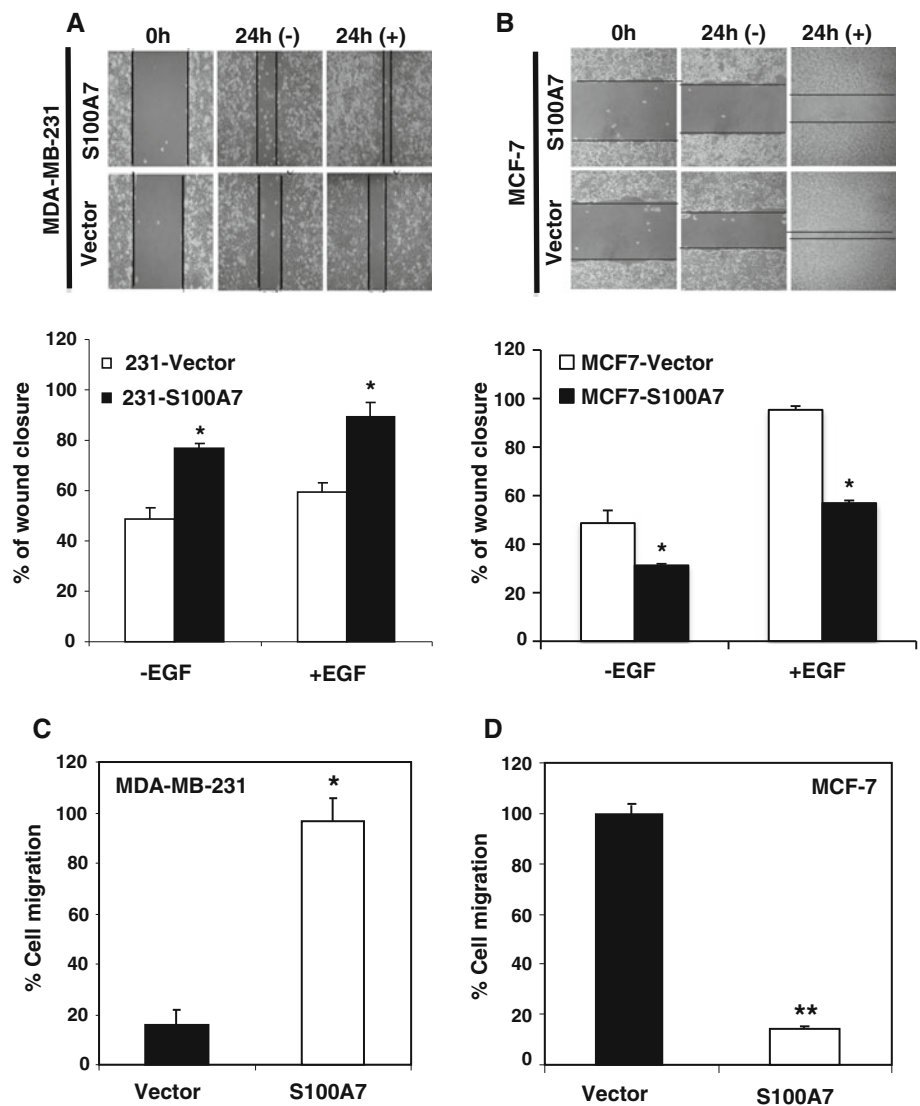 A
0h 24h (-) 24h (+)
MDA-MB-231
S100A7
Vector
120
100
80
60
40
20
0
% of wound closure
231-Vector
231-S100A7
*
*
-EGF +EGF
B
0h 24h (-) 24h (+)
MCF-7
S100A7
Vector
120
100
80
60
40
20
0
% of wound closure
MCF7-Vector
MCF7-S100A7
*
*
-EGF +EGF
C
120
100
80
60
40
20
0
% Cell migration
MDA-MB-231
*
Vector S100A7
D
120
100
80
60
40
20
0
% Cell migration
MCF-7
**
Vector S100A7